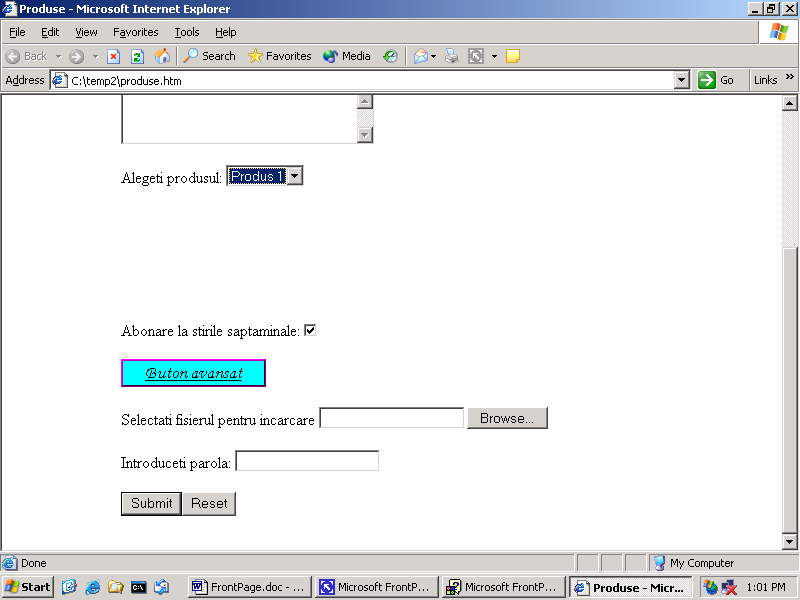 Produse - Microsoft Internet Explorer
File Edit View Favorites Tools Help
Back Search Favorites Media
Address C:\temp2\produse.htm Go Links »
Alegeti produsul: Produs 1
Abonare la stirile saptaminale:
Buton avansat
Selectati fisierul pentru incarcare Browse...
Introduceti parola:
Submit Reset
Done My Computer
Start FrontPage.doc - ... Microsoft FrontP... Microsoft FrontP... Produse - Micr... 1:01 PM